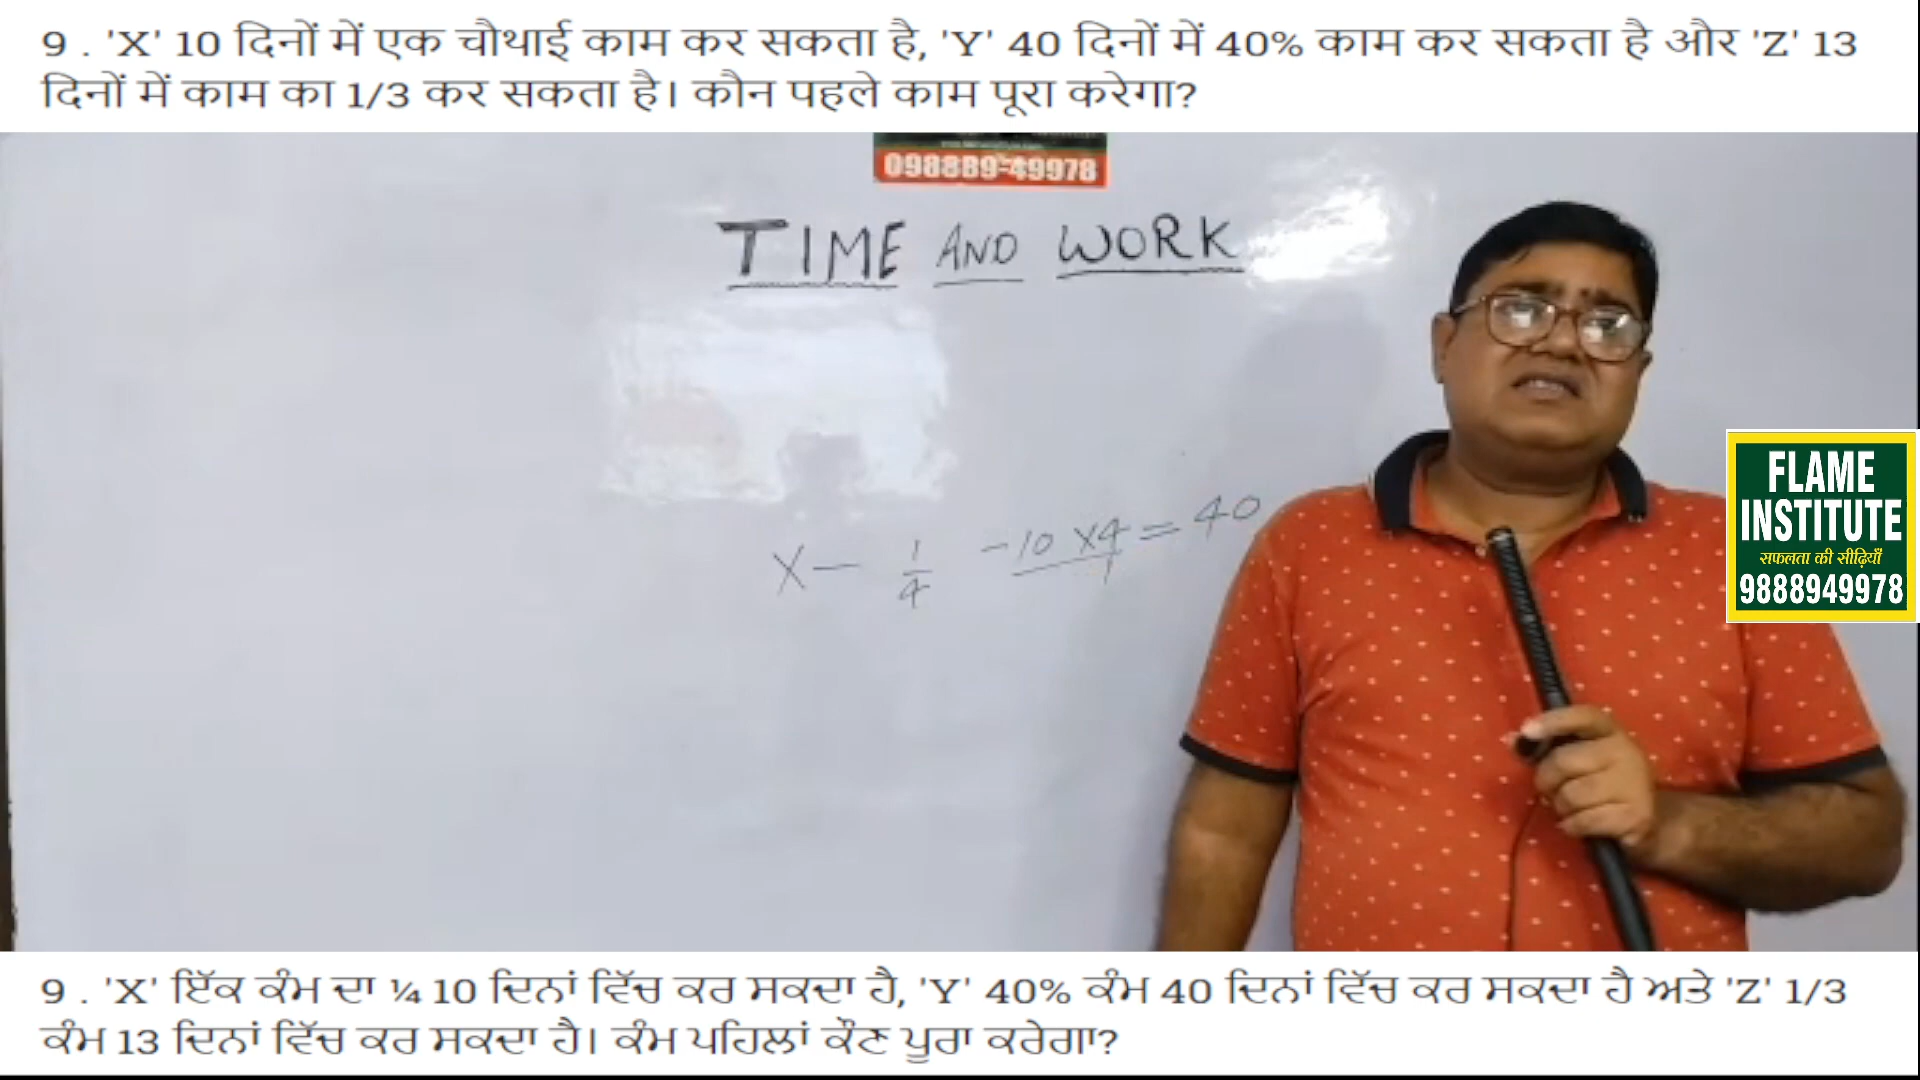 9 . 'X' 10 दिनों में एक चौथाई काम कर सकता है, 'Y' 40 दिनों में 40% काम कर सकता है और 'Z' 13
दिनों में काम का 1/3 कर सकता है। कौन पहले काम पूरा करेगा?
098889-49978
TIME AND WORK
X - 1/4 - 10 x4 = 40
FLAME
INSTITUTE
सफलता की सीढ़ियाँ
9888949978
9 . 'X' ਇੱਕ ਕੰਮ ਦਾ ¼ 10 ਦਿਨਾਂ ਵਿੱਚ ਕਰ ਸਕਦਾ ਹੈ, 'Y' 40% ਕੰਮ 40 ਦਿਨਾਂ ਵਿੱਚ ਕਰ ਸਕਦਾ ਹੈ ਅਤੇ 'Z' 1/3
ਕੰਮ 13 ਦਿਨਾਂ ਵਿੱਚ ਕਰ ਸਕਦਾ ਹੈ। ਕੰਮ ਪਹਿਲਾਂ ਕੌਣ ਪੂਰਾ ਕਰੇਗਾ?